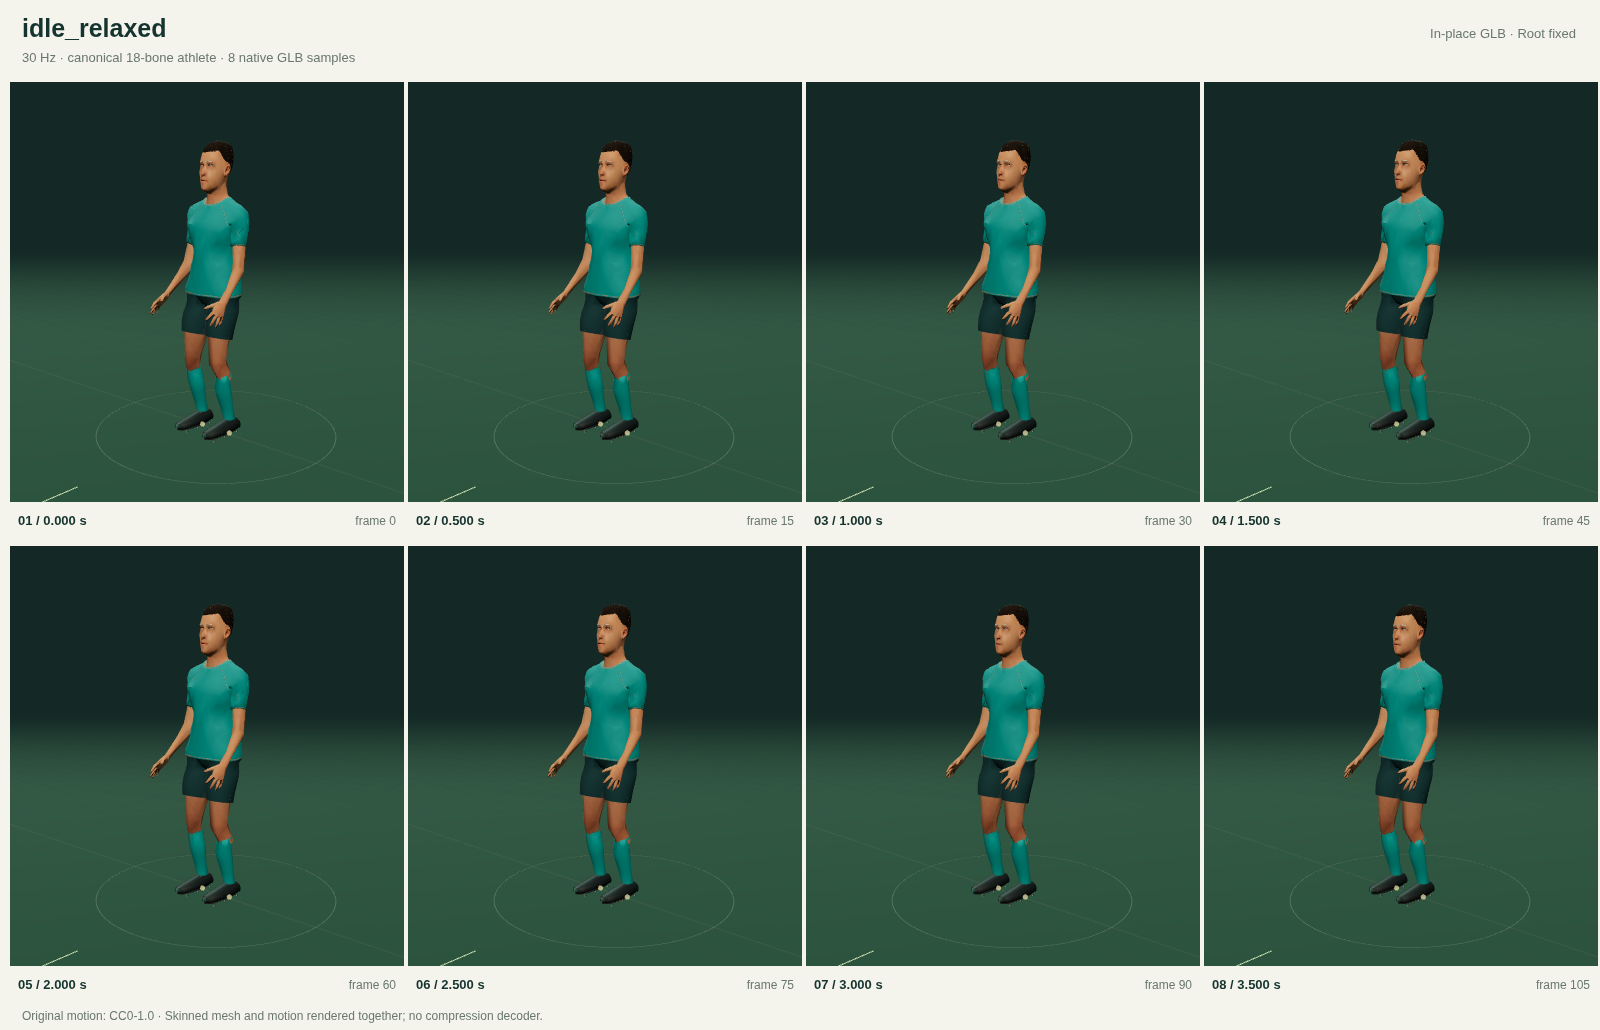 idle_relaxed
In-place GLB · Root fixed
30 Hz · canonical 18-bone athlete · 8 native GLB samples
01 / 0.000 s frame 0
02 / 0.500 s frame 15
03 / 1.000 s frame 30
04 / 1.500 s frame 45
05 / 2.000 s frame 60
06 / 2.500 s frame 75
07 / 3.000 s frame 90
08 / 3.500 s frame 105
Original motion: CC0-1.0 · Skinned mesh and motion rendered together; no compression decoder.